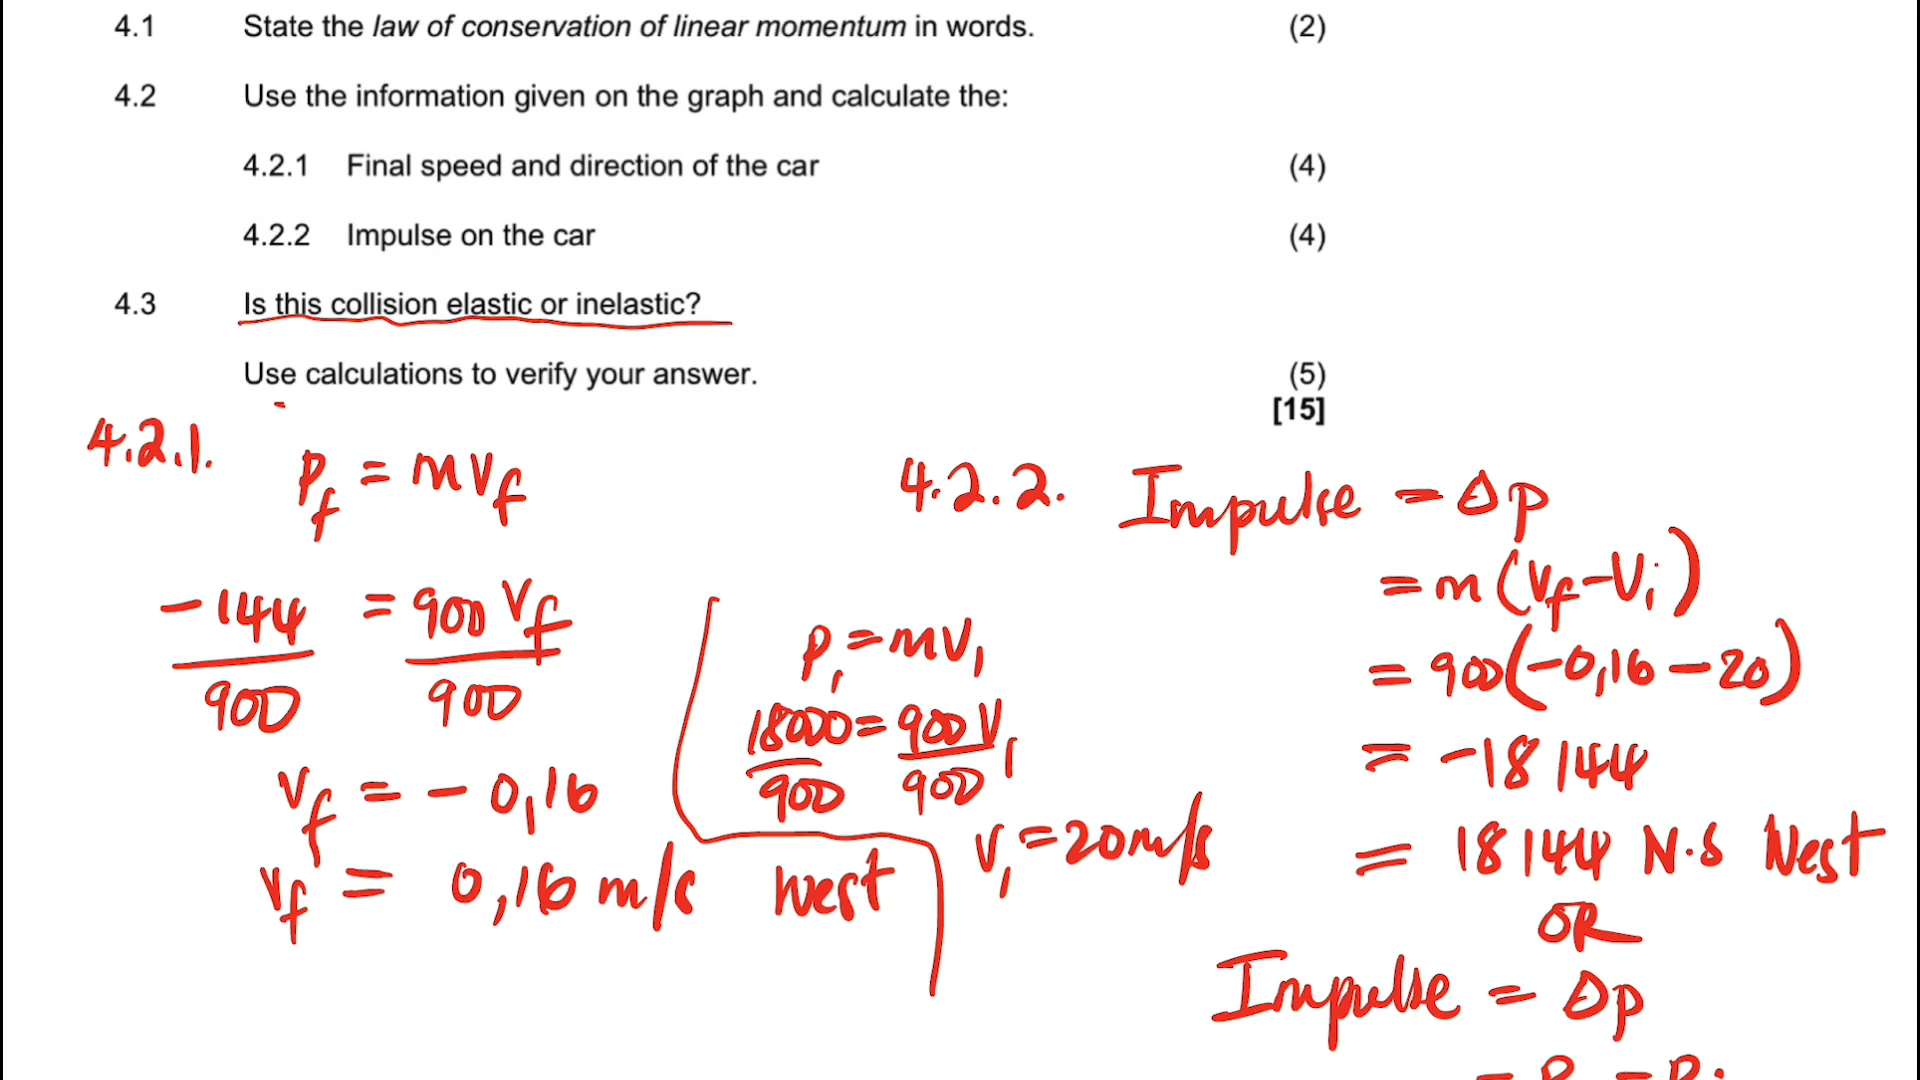 4.1 State the law of conservation of linear momentum in words. (2)
4.2 Use the information given on the graph and calculate the:
4.2.1 Final speed and direction of the car (4)
4.2.2 Impulse on the car (4)
4.3 Is this collision elastic or inelastic?
Use calculations to verify your answer. (5)
[15]
4.2.1.
Pf = mvf
-144 = 900 Vf
900 900
Vf = - 0,16
Vf = 0,16 m/s West
P1 = mV1
18000 = 900 V1
900 900
V1 = 20 m/s
4.2.2. Impulse = Δp
= m (Vf - Vi)
= 900 (-0,16 - 20)
= -18 144
= 18 144 N.S West
OR
Impulse = Δp